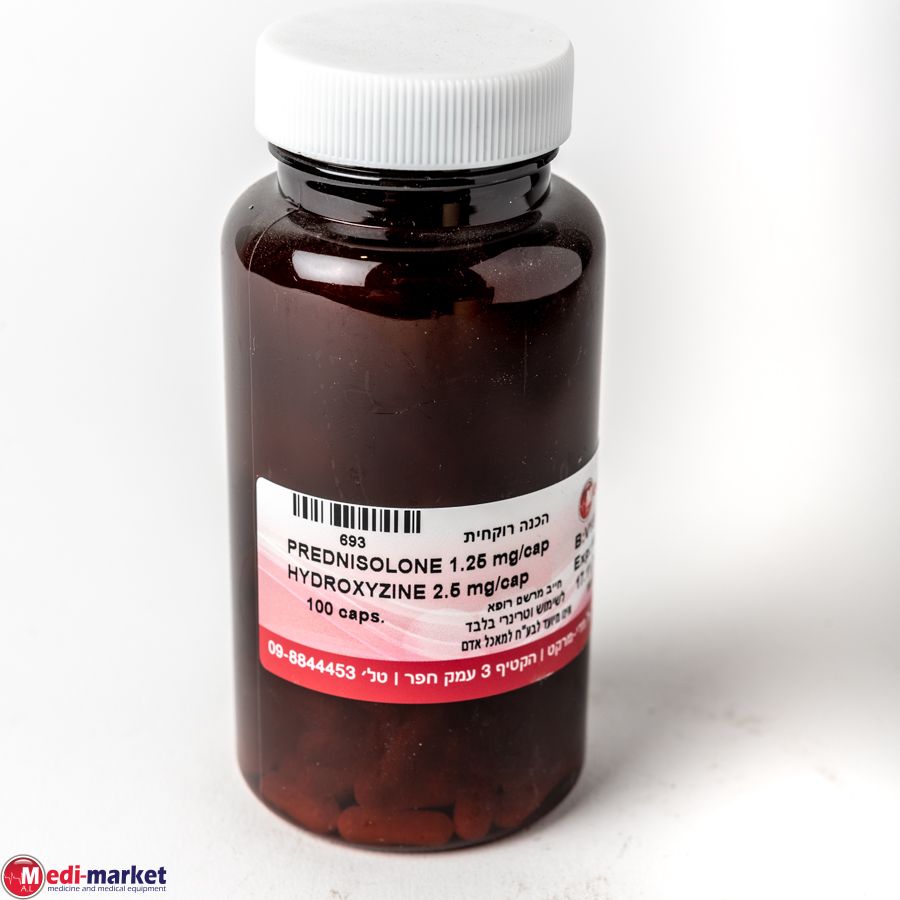 הכנה רוקחית
693
PREDNISOLONE 1.25 mg/cap
HYDROXYZINE 2.5 mg/cap
100 caps.
חייב מרשם רופא
לשימוש וטרינרי בלבד
אינו מיועד לבע"ח למאכל אדם
מדי-מרקט | הקטיף 3 עמק חפר | טל׳ 09-8844453
Medi-market
A.L
medicine and medical equipment